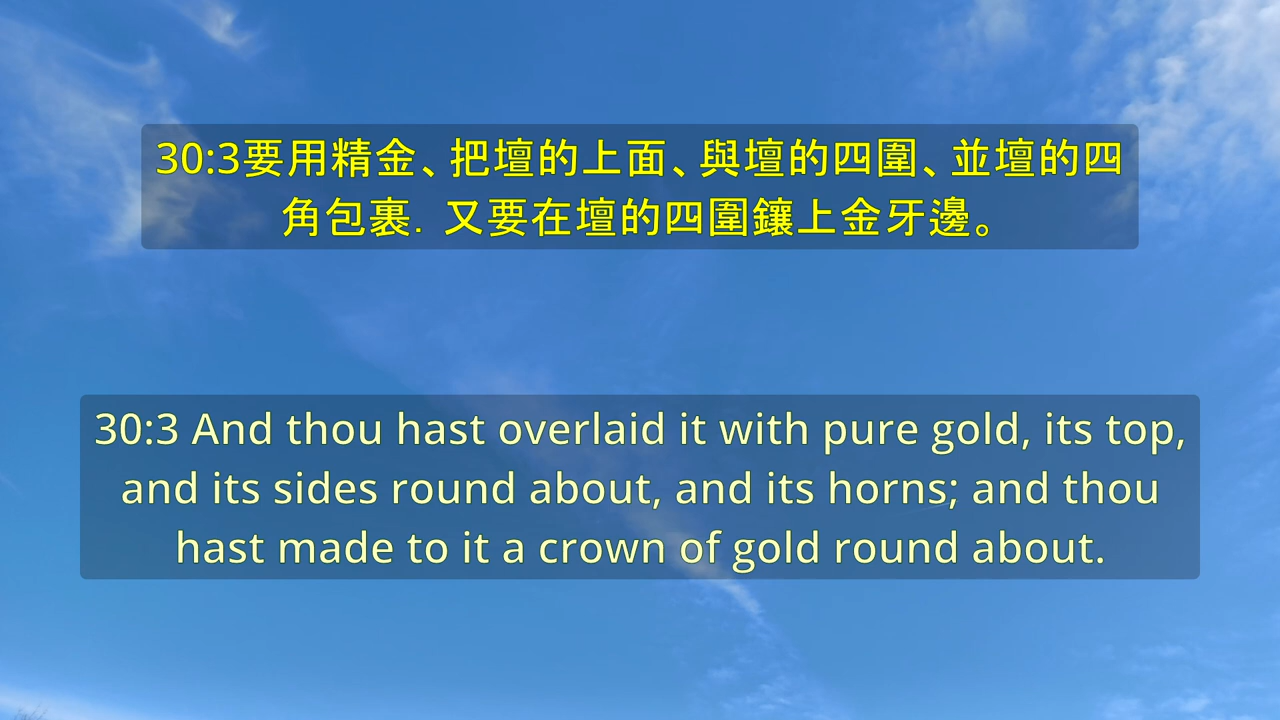 30:3要用精金、把壇的上面、與壇的四圍、並壇的四
角包裹．又要在壇的四圍鑲上金牙邊。
30:3 And thou hast overlaid it with pure gold, its top,
and its sides round about, and its horns; and thou
hast made to it a crown of gold round about.